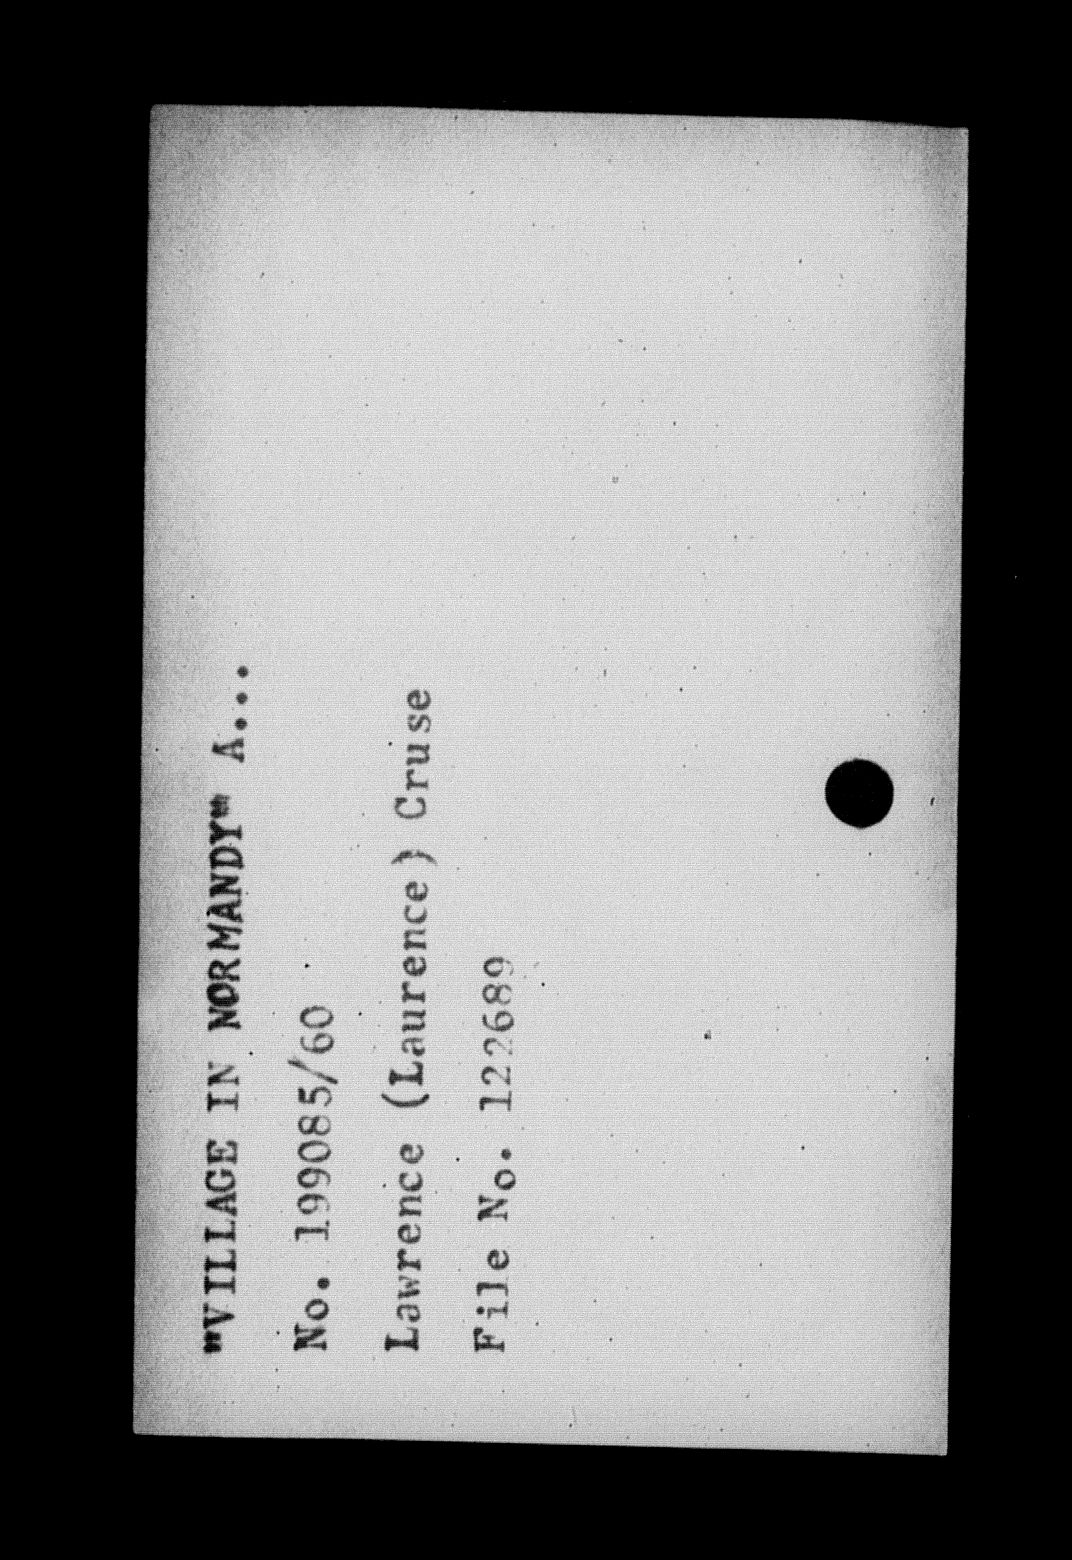 "VILLAGE IN NORMANDY" A...
No. 199085/60
Lawrence (Laurence) Cruse
File No. 122689